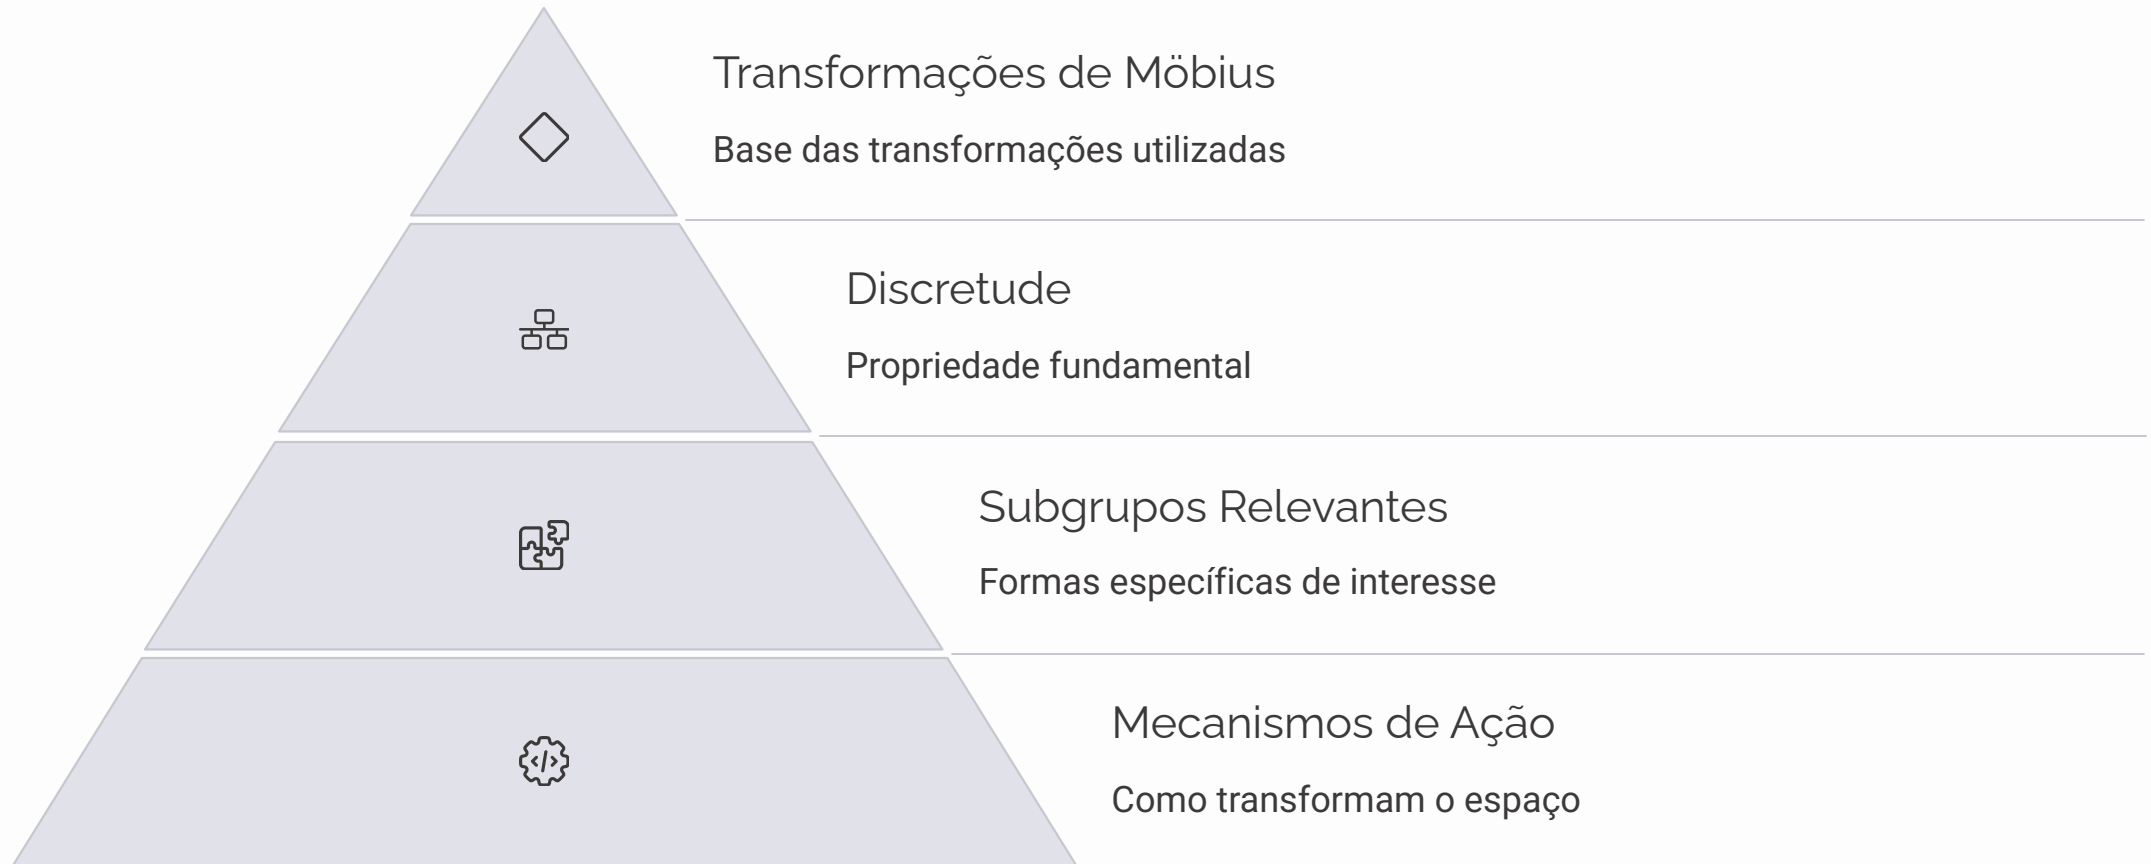 Transformações de Möbius
Base das transformações utilizadas
Discretude
Propriedade fundamental
Subgrupos Relevantes
Formas específicas de interesse
Mecanismos de Ação
Como transformam o espaço